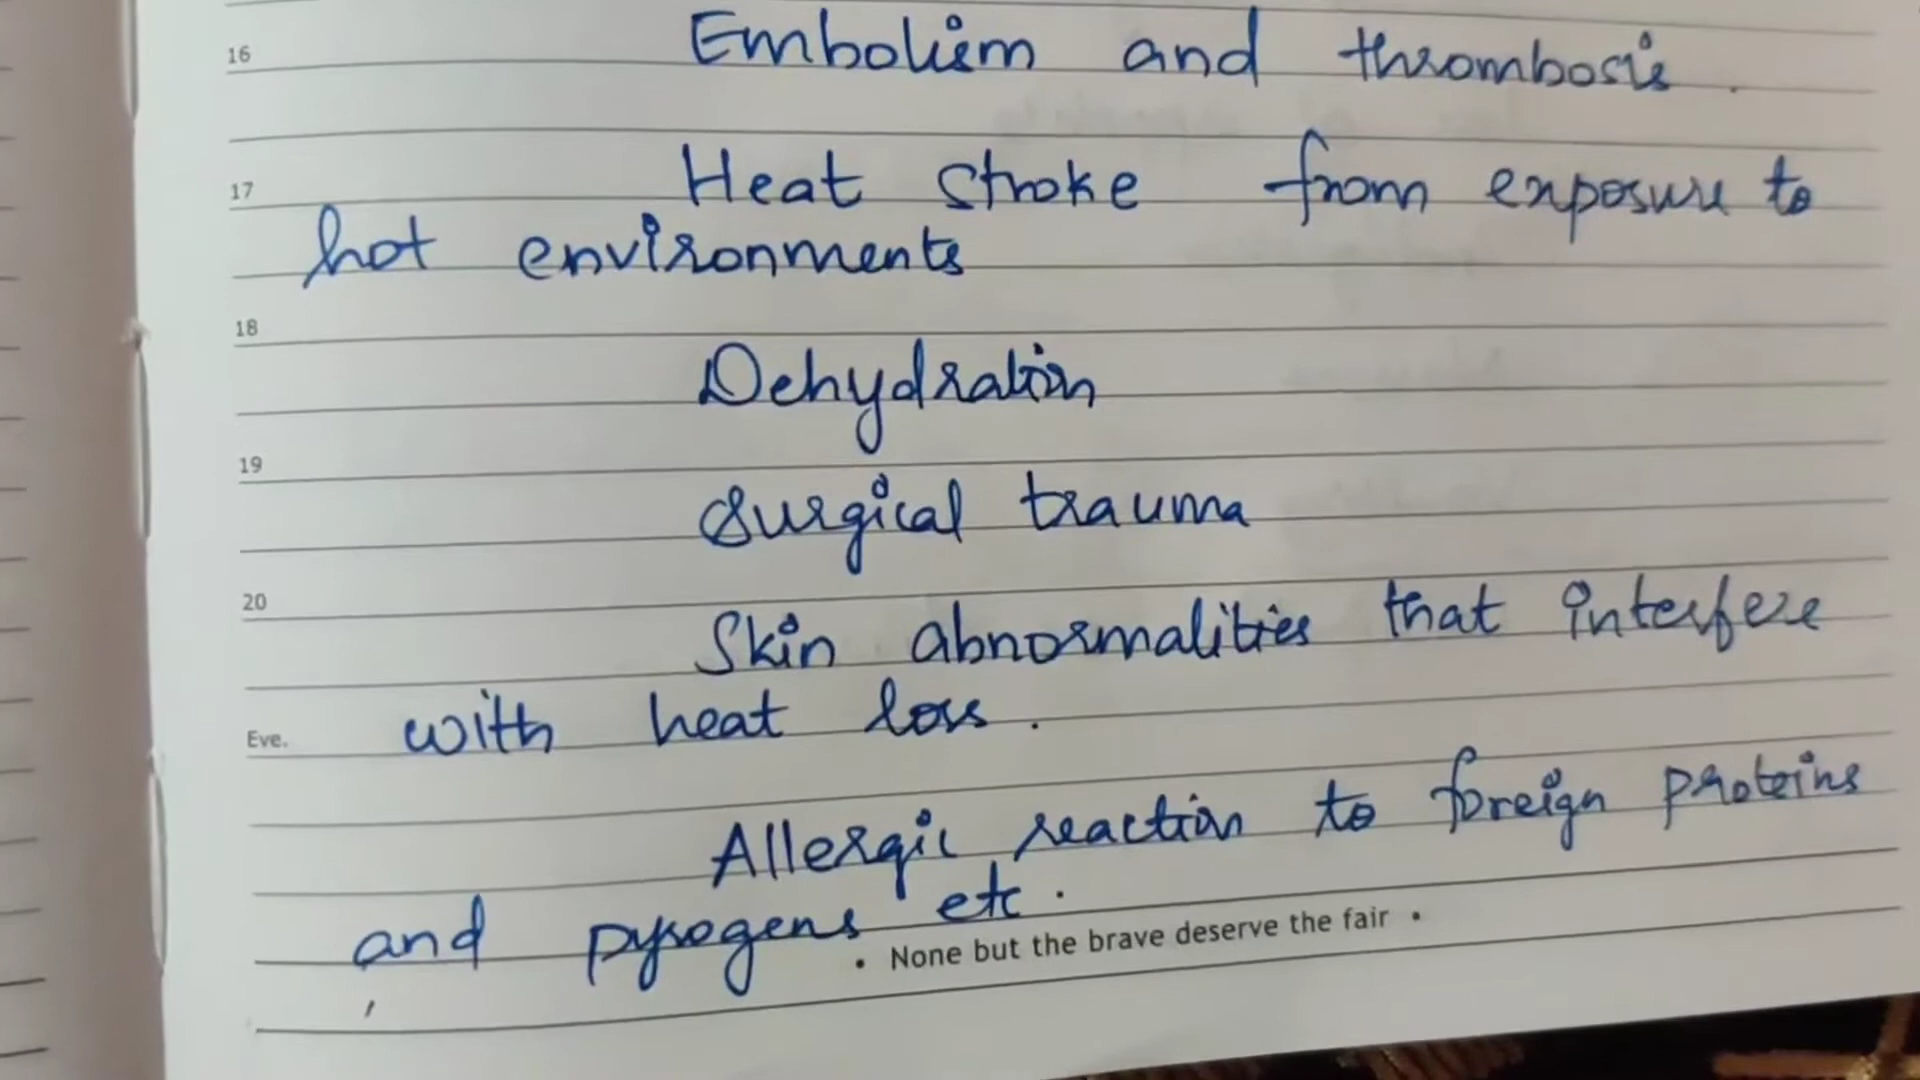 16 Embolism and thrombosis.
17 Heat stroke from exposure to
hot environments
18
Dehydration
19
Surgical trauma
20
Skin abnormalities that interfere
Eve. with heat loss.
Allergic reaction to foreign proteins
and pyrogens etc.
• None but the brave deserve the fair •